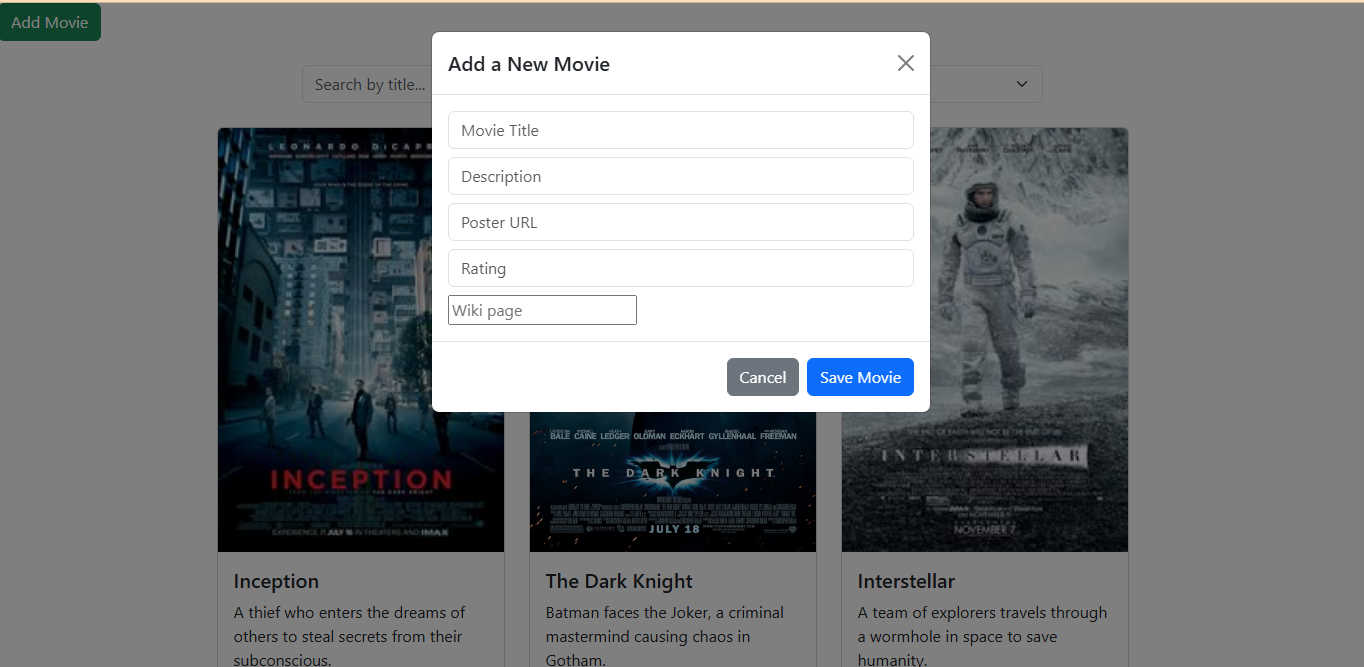 Add Movie
Add a New Movie
Search by title...
Movie Title
Description
Poster URL
Rating
Wiki page
Cancel
Save Movie
LEONARDO DiCAPR
INCEPTION
EXPERIENCE IT JULY 16 IN THEATERS AND IMAX
BALE CAINE LEDGER OLDMAN ECKHART GYLLENHAAL FREEMAN
THE DARK KNIGHT
JULY 18
INTERSTELLAR
NOVEMBER 7
Inception
A thief who enters the dreams of
others to steal secrets from their
subconscious.
The Dark Knight
Batman faces the Joker, a criminal
mastermind causing chaos in
Gotham.
Interstellar
A team of explorers travels through
a wormhole in space to save
humanity.